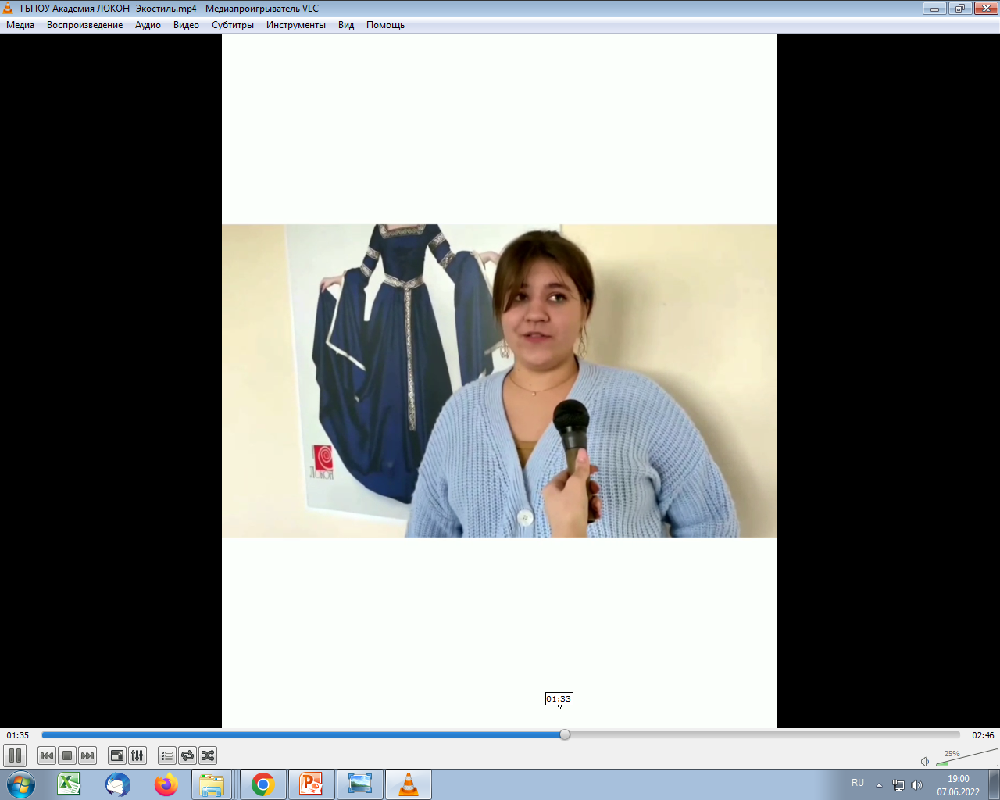 ГБПОУ Академия ЛОКОН_ Экостиль.mp4 - Медиапроигрыватель VLC
Медиа Воспроизведение Аудио Видео Субтитры Инструменты Вид Помощь
Локон
01:33
01:35 02:46
25%
RU 19:00
07.06.2022